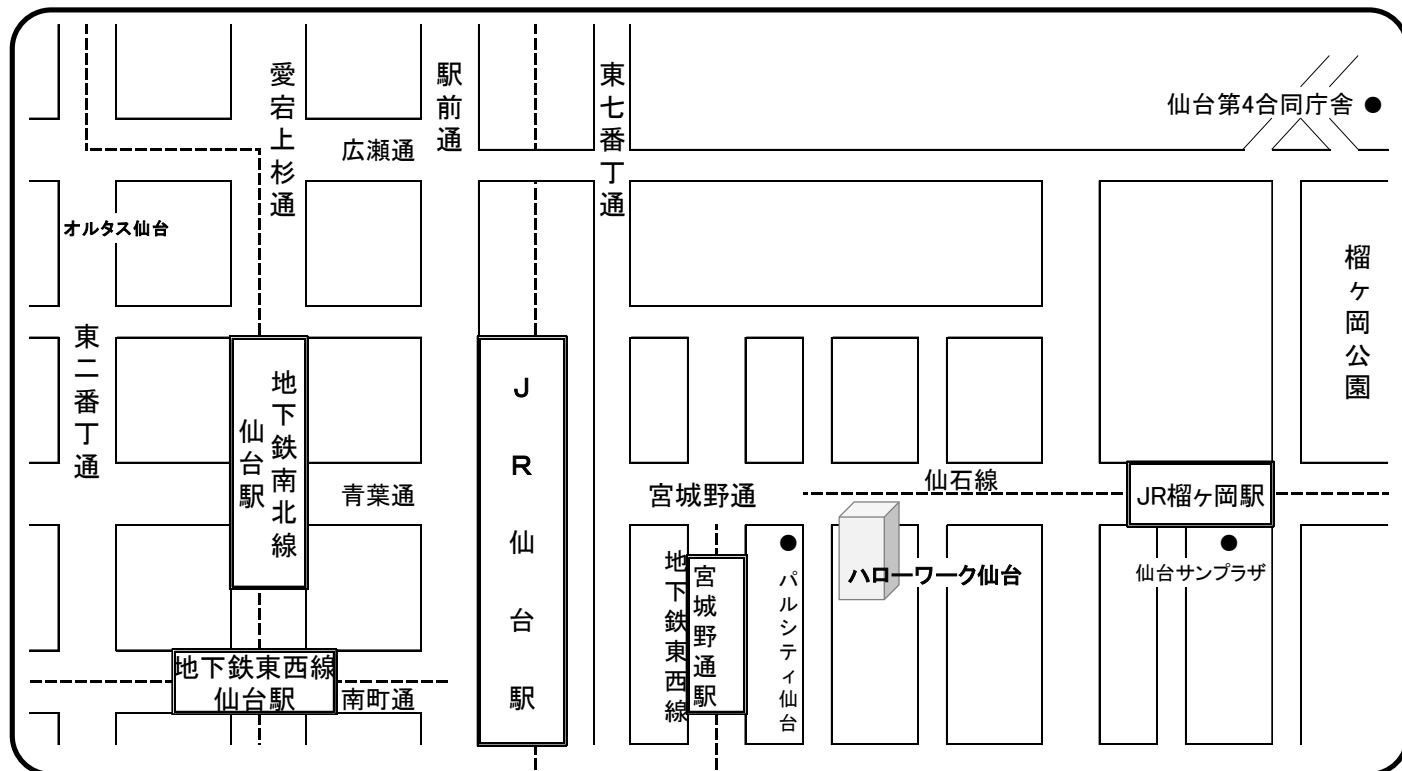 愛宕上杉通
駅前通
東七番丁通
仙台第4合同庁舎
広瀬通
オルタス仙台
榴ヶ岡公園
東二番丁通
地下鉄南北線
仙台駅
JR仙台駅
青葉通
宮城野通
仙石線
JR榴ヶ岡駅
地下鉄東西線
宮城野通駅
パルシティ仙台
ハローワーク仙台
仙台サンプラザ
地下鉄東西線
仙台駅
南町通